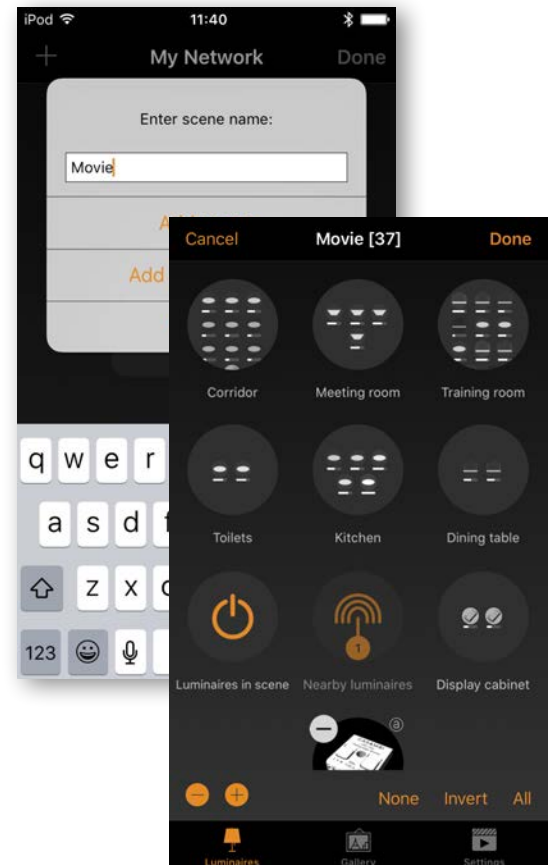 iPod 11:40
My Network Done
Enter scene name:
Movie
A
Add
q w e r
a s d f
z x c
123
Cancel Movie [37] Done
Corridor Meeting room Training room
Toilets Kitchen Dining table
1
Luminaires in scene Nearby luminaires Display cabinet
a
None Invert All
Luminaires Gallery Settings